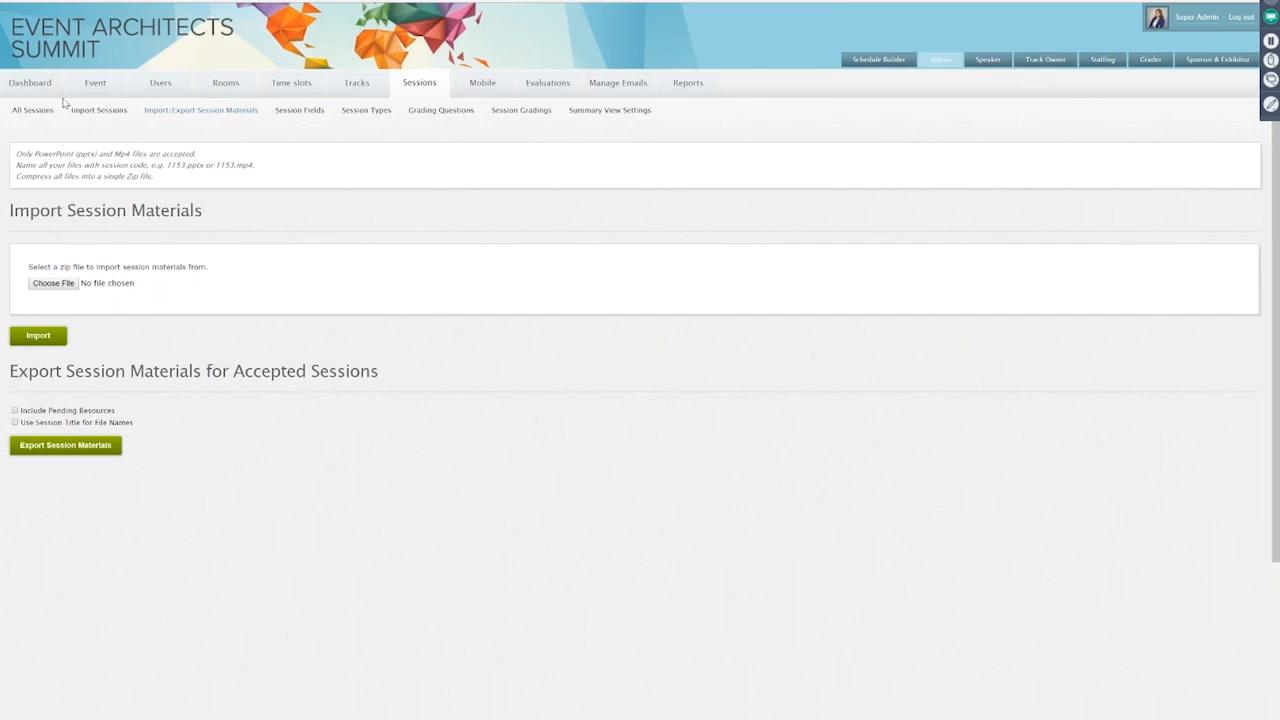 EVENT ARCHITECTS
SUMMIT
Super Admin - Log out
Schedule Builder Admin Speaker Track Owner Staffing Grader Sponsor & Exhibitor
Dashboard Event Users Rooms Time slots Tracks Sessions Mobile Evaluations Manage Emails Reports
All Sessions Import Sessions Import/Export Session Materials Session Fields Session Types Grading Questions Session Gradings Summary View Settings
Only PowerPoint (pptx) and Mp4 files are accepted.
Name all your files with session code, e.g. 1153.pptx or 1153.mp4.
Compress all files into a single Zip file.
Import Session Materials
Select a zip file to import session materials from.
Choose File No file chosen
Import
Export Session Materials for Accepted Sessions
Include Pending Resources
Use Session Title for File Names
Export Session Materials